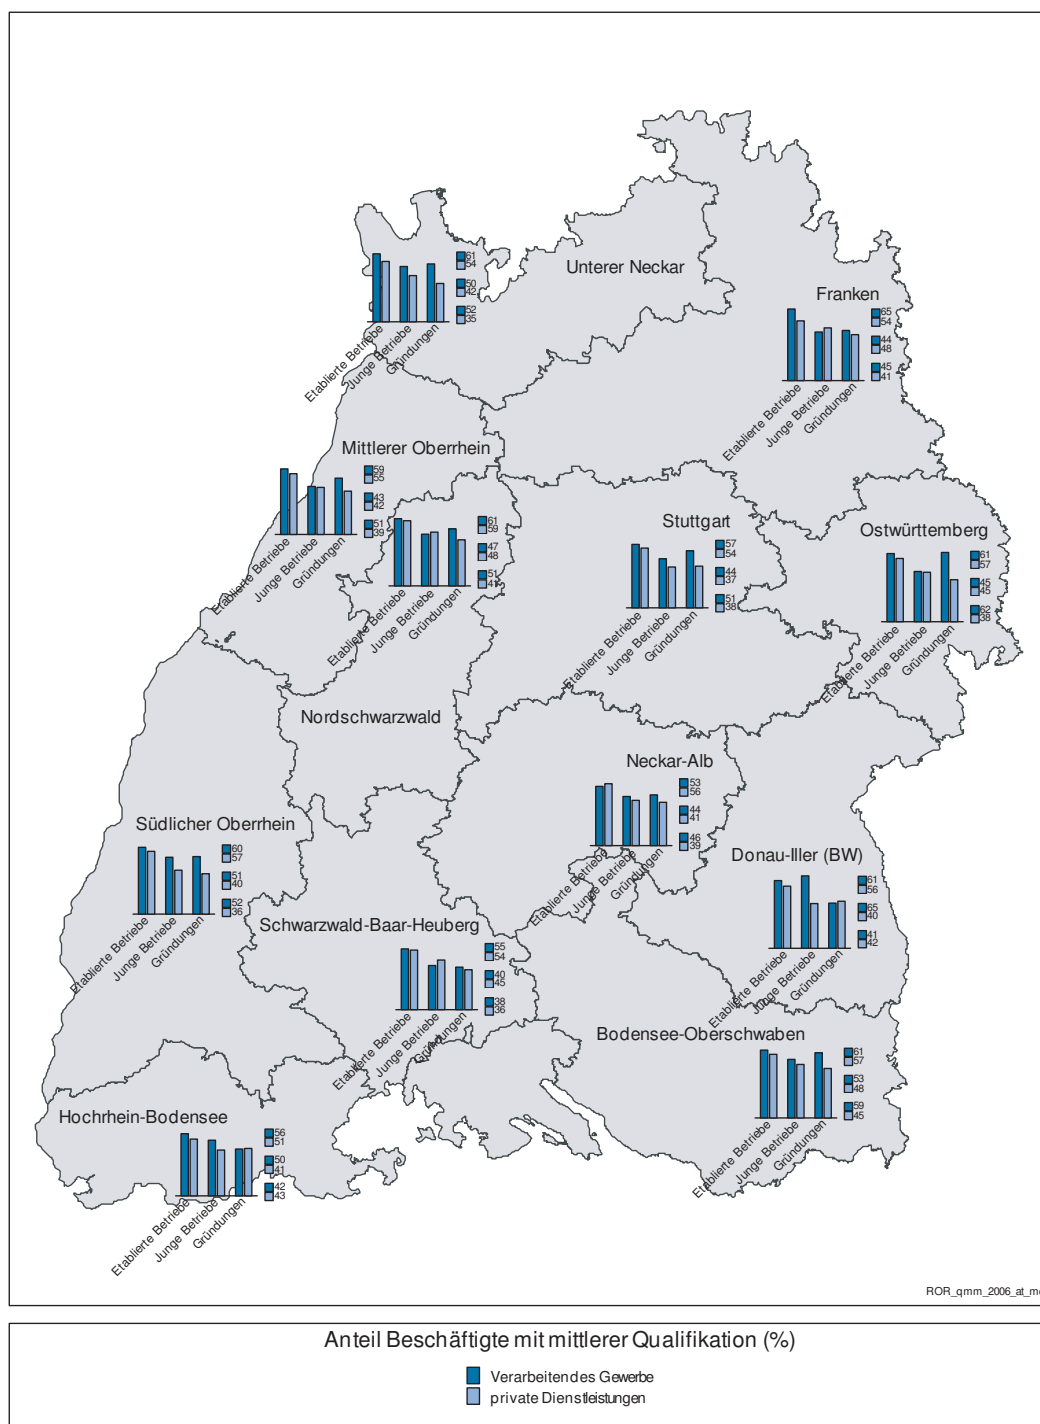 Unterer Neckar
61
54
50
42
52
35
Etablierte Betriebe
Junge Betriebe
Gründungen
Franken
65
54
44
48
45
41
Etablierte Betriebe
Junge Betriebe
Gründungen
Mittlerer Oberrhein
59
55
43
42
51
39
Etablierte Betriebe
Junge Betriebe
Gründungen
61
59
47
48
51
41
Etablierte Betriebe
Junge Betriebe
Gründungen
Nordschwarzwald
Stuttgart
57
54
44
37
51
38
Etablierte Betriebe
Junge Betriebe
Gründungen
Ostwürttemberg
61
57
45
45
62
38
Etablierte Betriebe
Junge Betriebe
Gründungen
Neckar-Alb
53
56
44
41
46
39
Etablierte Betriebe
Junge Betriebe
Gründungen
Südlicher Oberrhein
60
57
51
40
52
36
Etablierte Betriebe
Junge Betriebe
Gründungen
Donau-Iller (BW)
61
56
65
40
41
42
Etablierte Betriebe
Junge Betriebe
Gründungen
Schwarzwald-Baar-Heuberg
55
54
40
45
38
36
Etablierte Betriebe
Junge Betriebe
Gründungen
Bodensee-Oberschwaben
61
57
53
48
59
45
Etablierte Betriebe
Junge Betriebe
Gründungen
Hochrhein-Bodensee
56
51
50
41
42
43
Etablierte Betriebe
Junge Betriebe
Gründungen
ROR_qmm_2006_at_me
Anteil Beschäftigte mit mittlerer Qualifikation (%)
Verarbeitendes Gewerbe
private Dienstleistungen